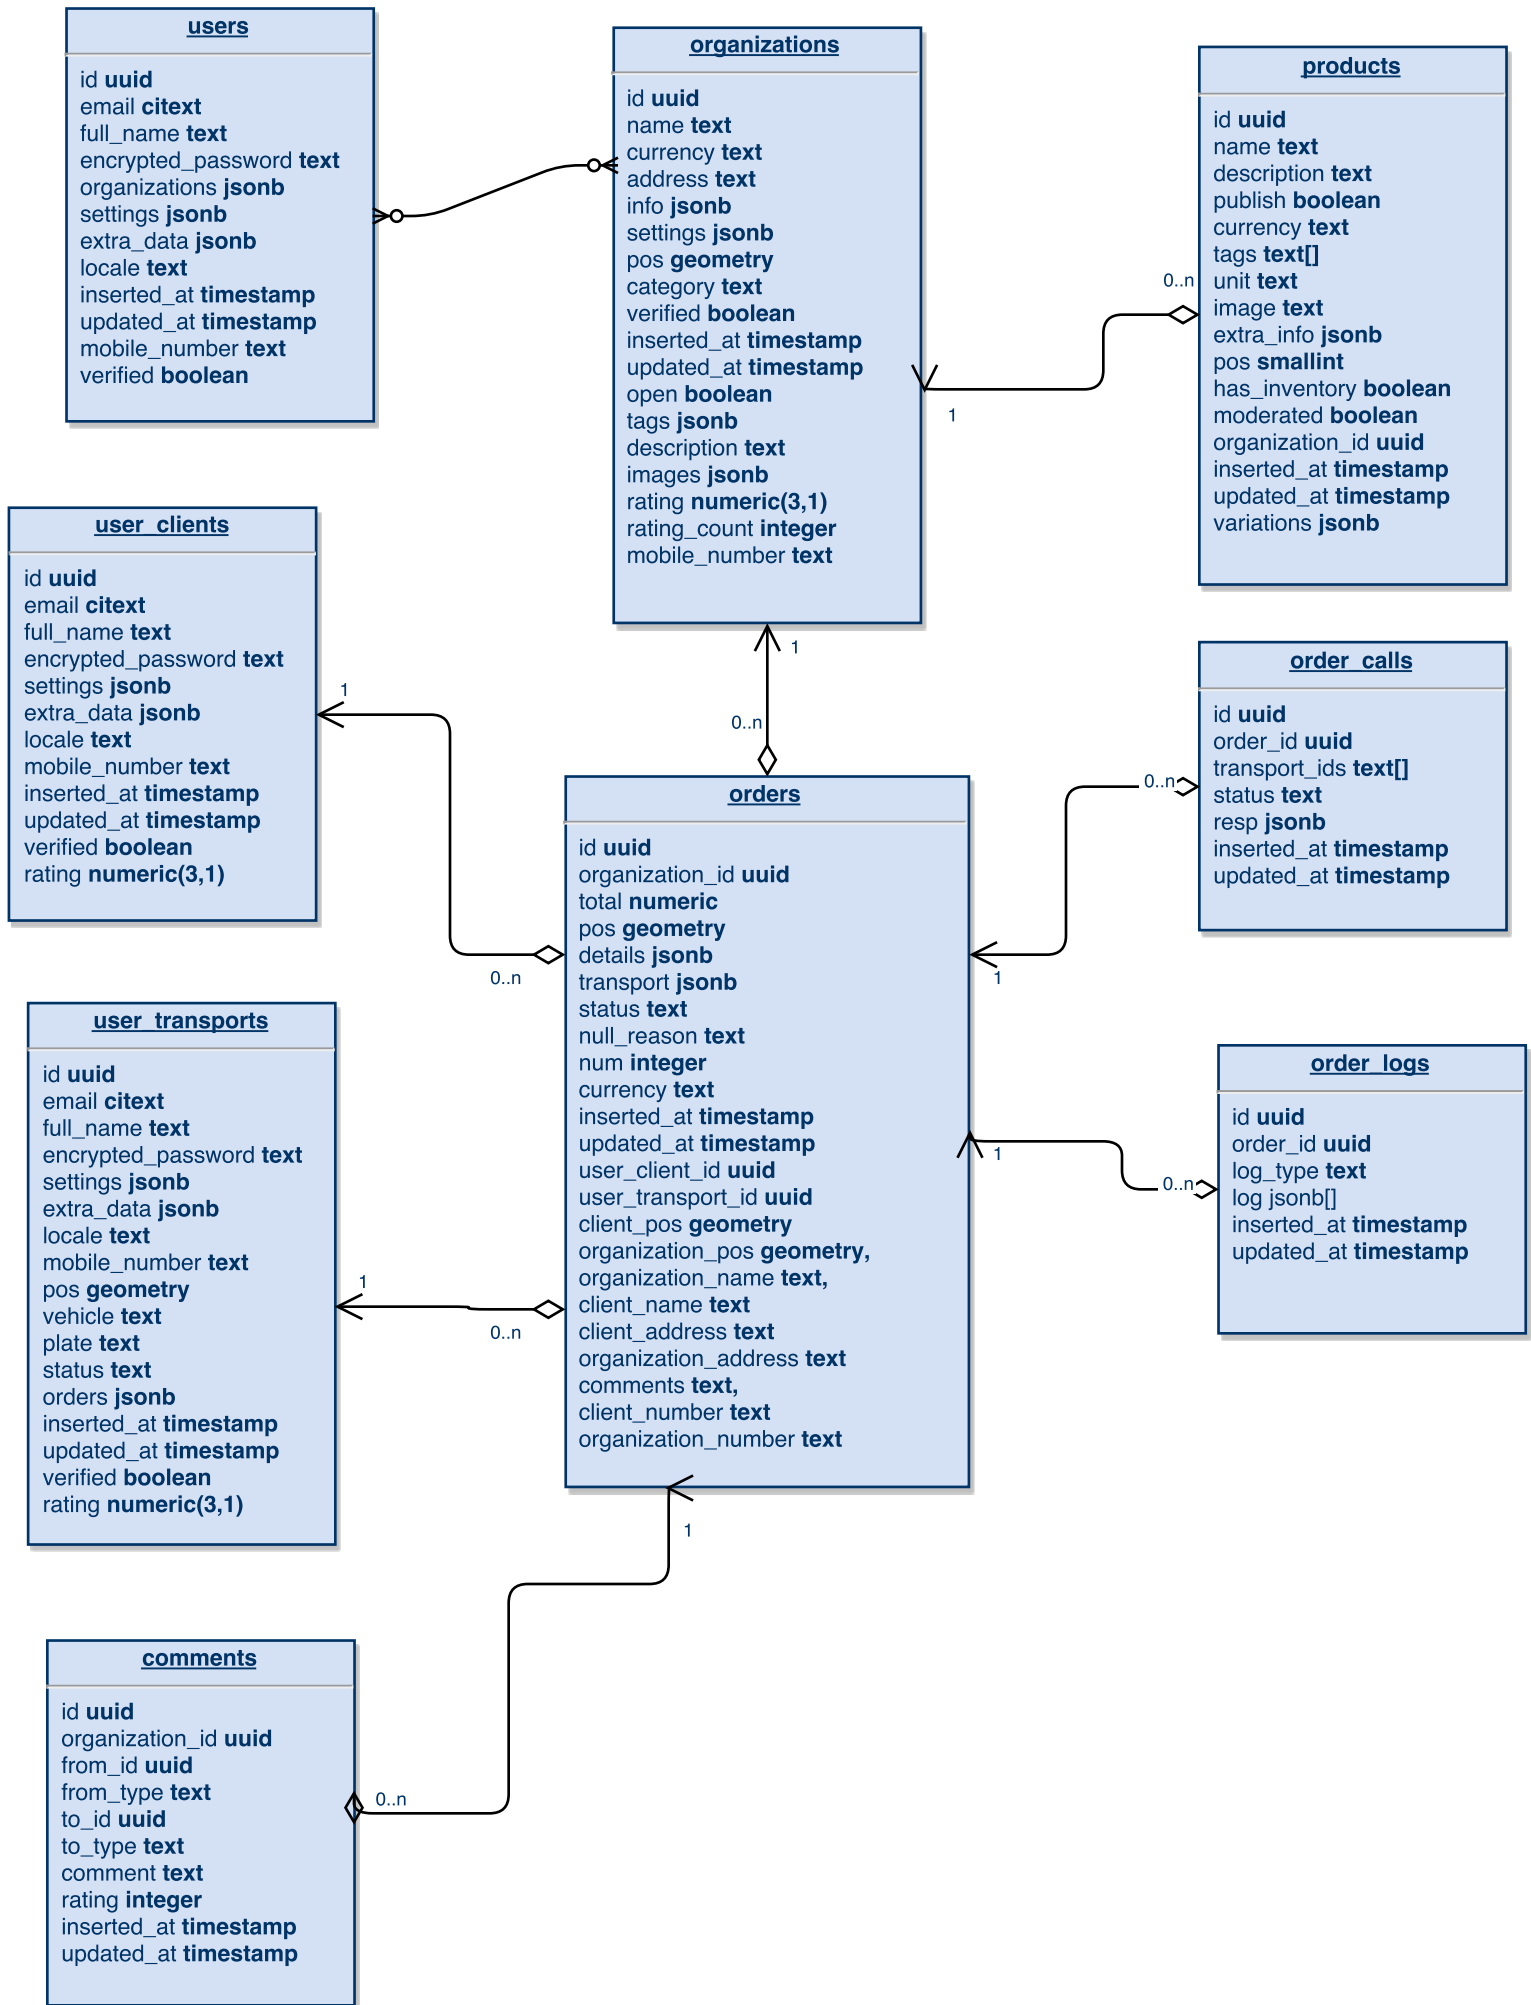 users
id uuid
email citext
full_name text
encrypted_password text
organizations jsonb
settings jsonb
extra_data jsonb
locale text
inserted_at timestamp
updated_at timestamp
mobile_number text
verified boolean
organizations
id uuid
name text
currency text
address text
info jsonb
settings jsonb
pos geometry
category text
verified boolean
inserted_at timestamp
updated_at timestamp
open boolean
tags jsonb
description text
images jsonb
rating numeric(3,1)
rating_count integer
mobile_number text
products
id uuid
name text
description text
publish boolean
currency text
tags text[]
unit text
image text
extra_info jsonb
pos smallint
has_inventory boolean
moderated boolean
organization_id uuid
inserted_at timestamp
updated_at timestamp
variations jsonb
0..n
1
user_clients
id uuid
email citext
full_name text
encrypted_password text
settings jsonb
extra_data jsonb
locale text
mobile_number text
inserted_at timestamp
updated_at timestamp
verified boolean
rating numeric(3,1)
1
0..n
1
0..n
orders
id uuid
organization_id uuid
total numeric
pos geometry
details jsonb
transport jsonb
status text
null_reason text
num integer
currency text
inserted_at timestamp
updated_at timestamp
user_client_id uuid
user_transport_id uuid
client_pos geometry
organization_pos geometry,
organization_name text,
client_name text
client_address text
organization_address text
comments text,
client_number text
organization_number text
order_calls
id uuid
order_id uuid
transport_ids text[]
status text
resp jsonb
inserted_at timestamp
updated_at timestamp
0..n
1
user_transports
id uuid
email citext
full_name text
encrypted_password text
settings jsonb
extra_data jsonb
locale text
mobile_number text
pos geometry
vehicle text
plate text
status text
orders jsonb
inserted_at timestamp
updated_at timestamp
verified boolean
rating numeric(3,1)
1
0..n
order_logs
id uuid
order_id uuid
log_type text
log jsonb[]
inserted_at timestamp
updated_at timestamp
1
0..n
comments
id uuid
organization_id uuid
from_id uuid
from_type text
to_id uuid
to_type text
comment text
rating integer
inserted_at timestamp
updated_at timestamp
1
0..n